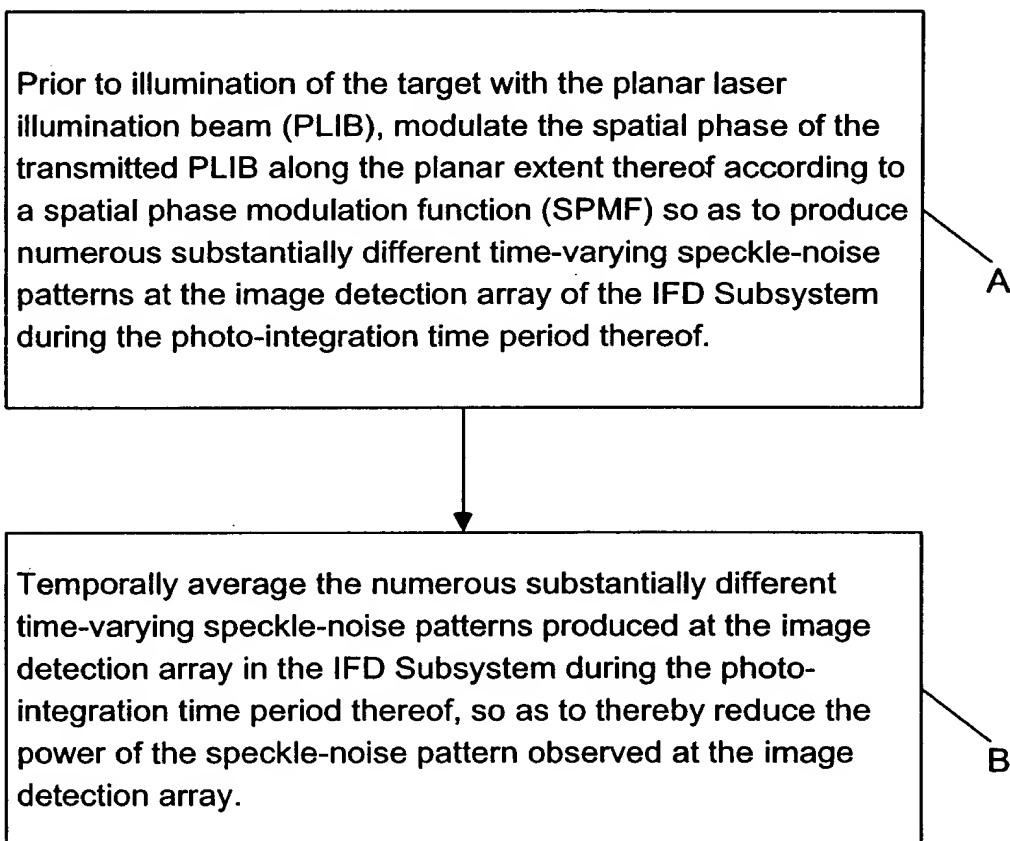 Prior to illumination of the target with the planar laser
illumination beam (PLIB), modulate the spatial phase of the
transmitted PLIB along the planar extent thereof according to
a spatial phase modulation function (SPMF) so as to produce
numerous substantially different time-varying speckle-noise
patterns at the image detection array of the IFD Subsystem
during the photo-integration time period thereof.
A
Temporally average the numerous substantially different
time-varying speckle-noise patterns produced at the image
detection array in the IFD Subsystem during the photo-
integration time period thereof, so as to thereby reduce the
power of the speckle-noise pattern observed at the image
detection array.
B